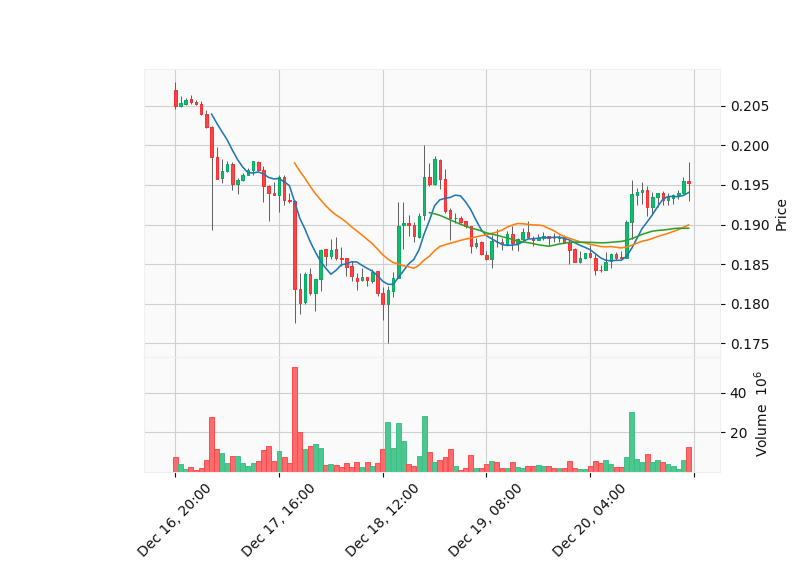 0.205
0.200
0.195
0.190
0.185
0.180
0.175
Price
40
20
Volume 10^6
Dec 16, 20:00
Dec 17, 16:00
Dec 18, 12:00
Dec 19, 08:00
Dec 20, 04:00